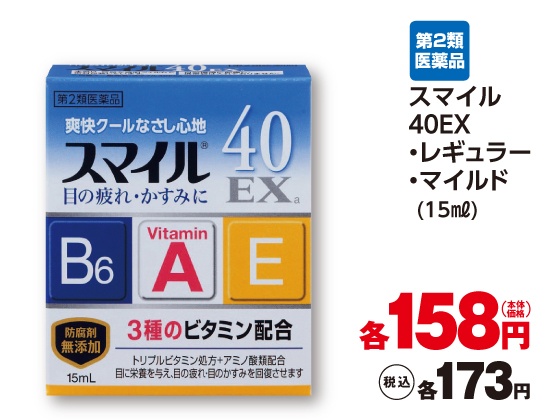 第2類医薬品
爽快クールなさし心地
スマイル®
40
EX a
目の疲れ・かすみに
B6
Vitamin
A
E
防腐剤
無添加
3種のビタミン配合
トリプルビタミン処方+アミノ酸類配合
目に栄養を与え、目の疲れ・目のかすみを回復させます
15mL
第2類
医薬品
スマイル
40EX
・レギュラー
・マイルド
(15㎖)
各158円(本体価格)
税込 各173円